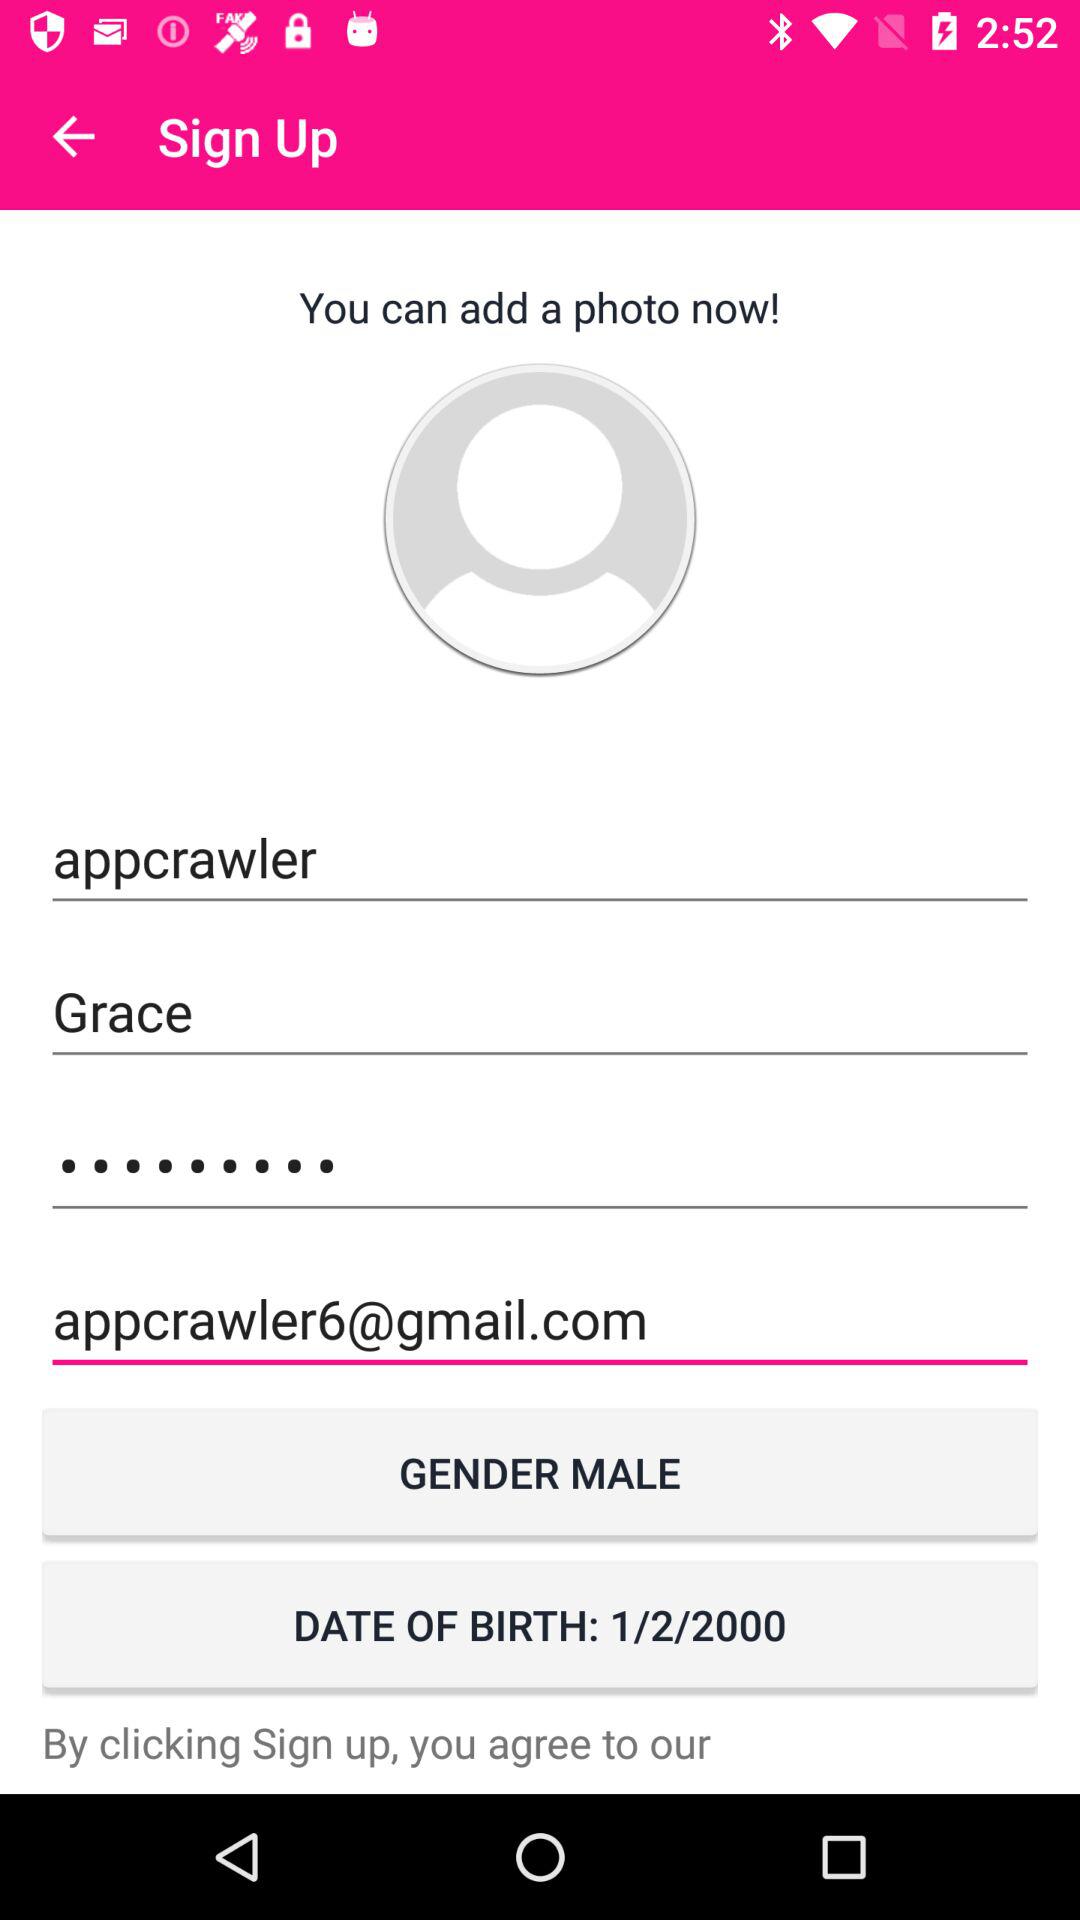 FAKE
2:52
Sign Up
You can add a photo now!
appcrawler
Grace
•••••••••
appcrawler6@gmail.com
GENDER MALE
DATE OF BIRTH: 1/2/2000
By clicking Sign up, you agree to our